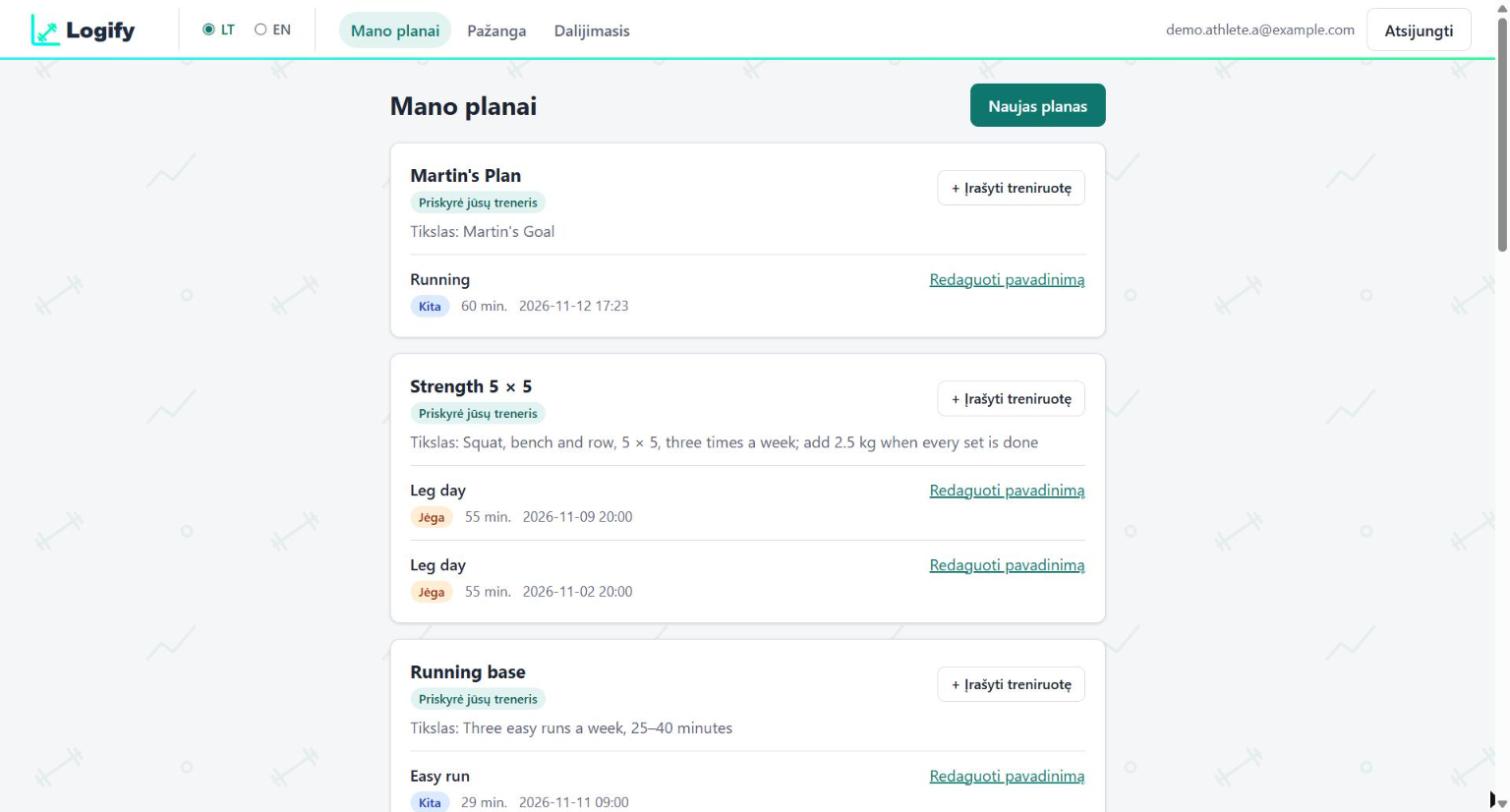 Logify
LT EN
Mano planai Pažanga Dalijimasis
demo.athlete.a@example.com
Atsijungti
Mano planai
Naujas planas
Martin's Plan
+ Įrašyti treniruotę
Priskyrė jūsų treneris
Tikslas: Martin's Goal
Running
Redaguoti pavadinimą
Kita 60 min. 2026-11-12 17:23
Strength 5 × 5
+ Įrašyti treniruotę
Priskyrė jūsų treneris
Tikslas: Squat, bench and row, 5 × 5, three times a week; add 2.5 kg when every set is done
Leg day
Redaguoti pavadinimą
Jėga 55 min. 2026-11-09 20:00
Leg day
Redaguoti pavadinimą
Jėga 55 min. 2026-11-02 20:00
Running base
+ Įrašyti treniruotę
Priskyrė jūsų treneris
Tikslas: Three easy runs a week, 25–40 minutes
Easy run
Redaguoti pavadinimą
Kita 29 min. 2026-11-11 09:00